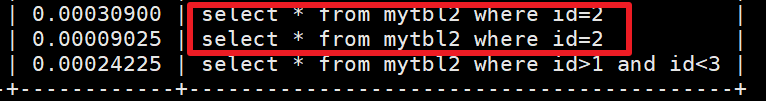 | 0.00030900 | select * from mytbl2 where id=2 |
| 0.00009025 | select * from mytbl2 where id=2 |
| 0.00024225 | select * from mytbl2 where id>1 and id<3 |
-+------------+------------------------------------------+